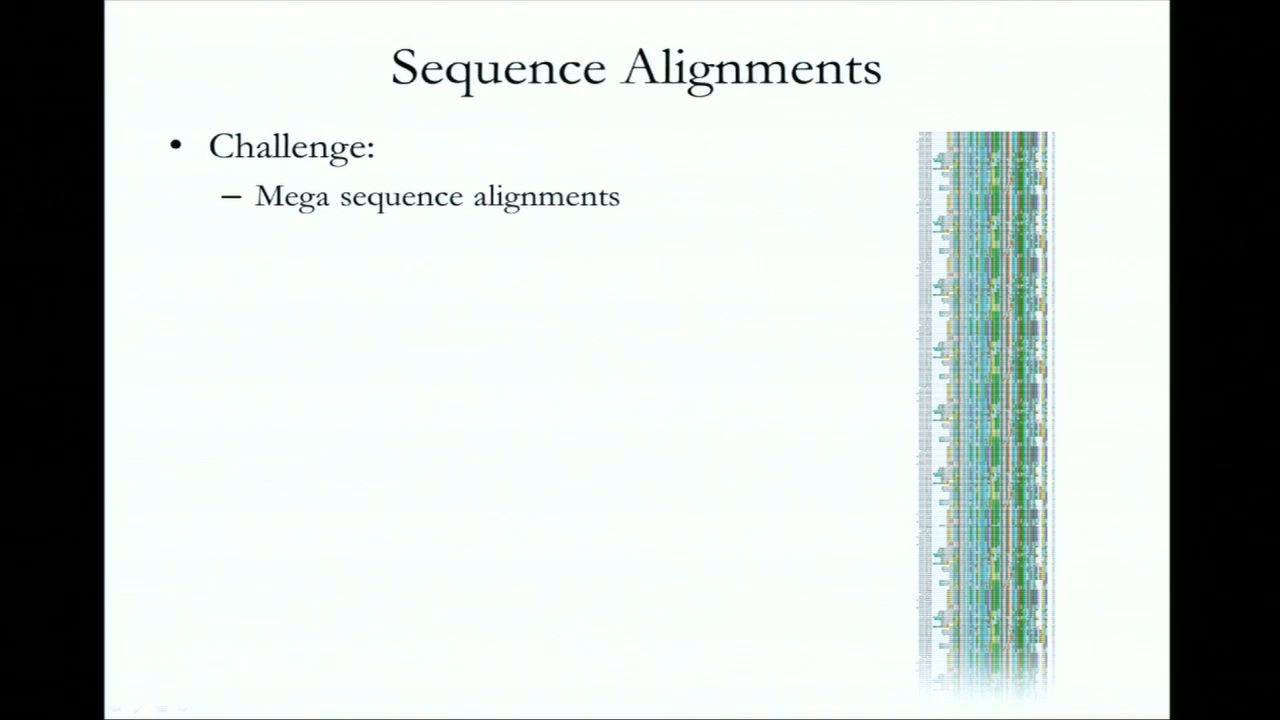 Sequence Alignments
• Challenge:
– Mega sequence alignments